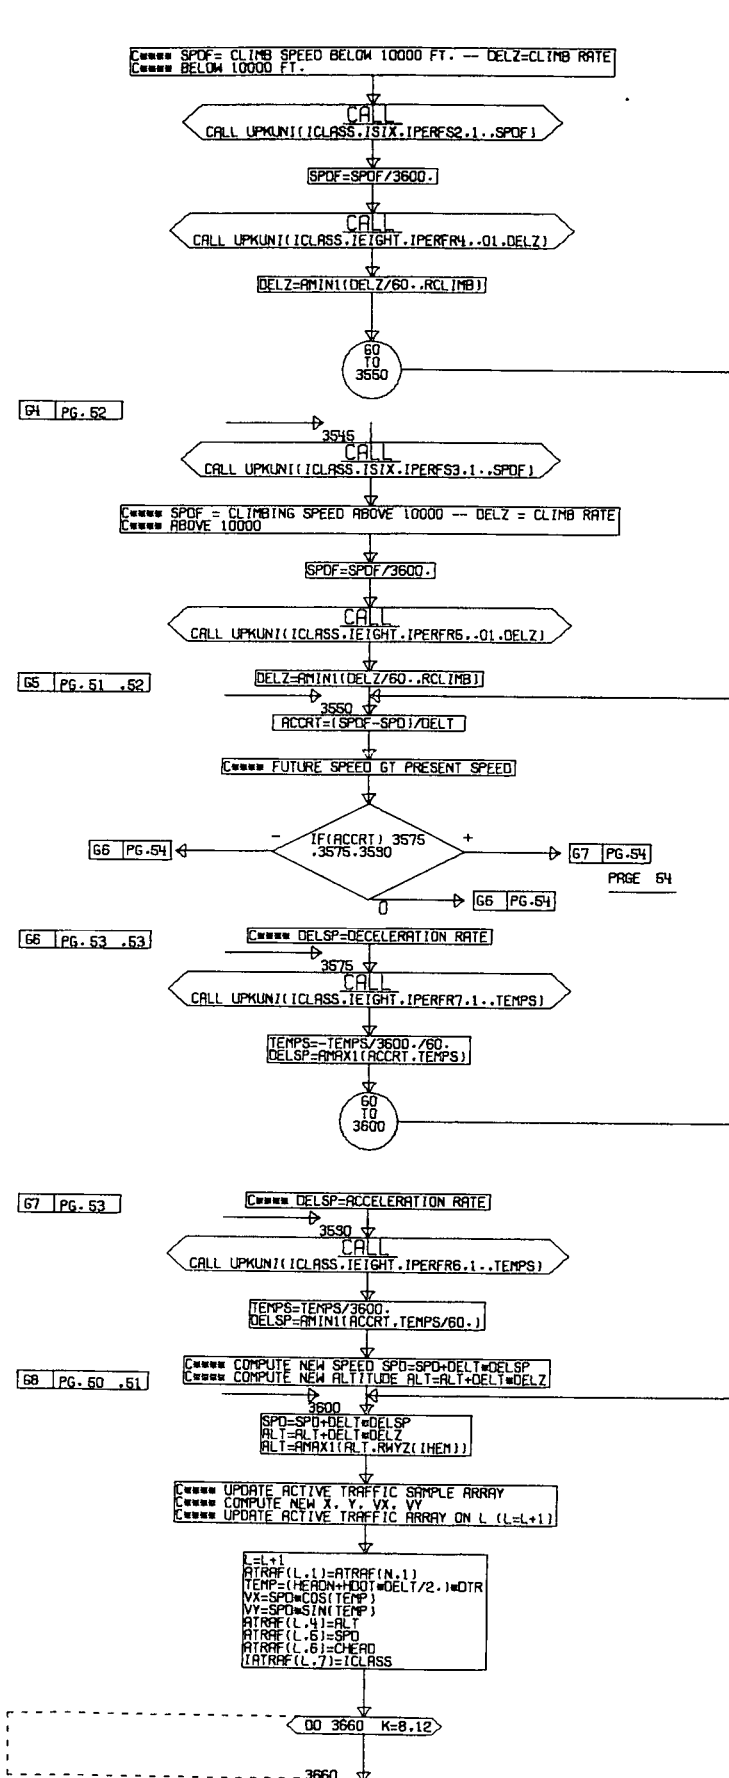 C**** SPDF= CLIMB SPEED BELOW 10000 FT. -- DELZ=CLIMB RATE
C**** BELOW 10000 FT.
CALL
CALL UPKUNI(ICLASS,ISIX,IPERFS2,1.,SPDF)
SPDF=SPDF/3600.
CALL
CALL UPKUNI(ICLASS,IEIGHT,IPERFR4,.01,DELZ)
DELZ=AMIN1(DELZ/60.,RCLIMB)
GO
TO
3550
G4 PG.52
3545
CALL
CALL UPKUNI(ICLASS,ISIX,IPERFS3,1.,SPDF)
C**** SPDF = CLIMBING SPEED ABOVE 10000 -- DELZ = CLIMB RATE
C**** ABOVE 10000
SPDF=SPDF/3600.
CALL
CALL UPKUNI(ICLASS,IEIGHT,IPERFR5,.01,DELZ)
DELZ=AMIN1(DELZ/60.,RCLIMB)
G5 PG.51 .52
3550
ACCRT=(SPDF-SPD)/DELT
C**** FUTURE SPEED GT PRESENT SPEED
- IF(ACCRT) 3575 +
,3575,3590
G6 PG.54
G7 PG.54
PAGE 54
0 G6 PG.54
G6 PG.53 .53
C**** DELSP=DECELERATION RATE
3575
CALL
CALL UPKUNI(ICLASS,IEIGHT,IPERFR7,1.,TEMPS)
TEMPS=-TEMPS/3600./60.
DELSP=AMAX1(ACCRT,TEMPS)
GO
TO
3600
G7 PG.53
C**** DELSP=ACCELERATION RATE
3590
CALL
CALL UPKUNI(ICLASS,IEIGHT,IPERFR6,1.,TEMPS)
TEMPS=TEMPS/3600.
DELSP=AMIN1(ACCRT,TEMPS/60.)
C**** COMPUTE NEW SPEED SPD=SPD+DELT*DELSP
C**** COMPUTE NEW ALTITUDE ALT=ALT+DELT*DELZ
G8 PG.50 .51
3600
SPD=SPD+DELT*DELSP
ALT=ALT+DELT*DELZ
ALT=AMAX1(ALT,RWYZ(IHEM))
C**** UPDATE ACTIVE TRAFFIC SAMPLE ARRAY
C**** COMPUTE NEW X, Y, VX, VY
C**** UPDATE ACTIVE TRAFFIC ARRAY ON L (L=L+1)
L=L+1
ATRAF(L,1)=ATRAF(N,1)
TEMP=(HEADN+HDOT*DELT/2.)*DTR
VX=SPD*COS(TEMP)
VY=SPD*SIN(TEMP)
ATRAF(L,4)=ALT
ATRAF(L,5)=SPD
ATRAF(L,6)=CHEAD
IATRAF(L,7)=ICLASS
DO 3660 K=8,12
3660